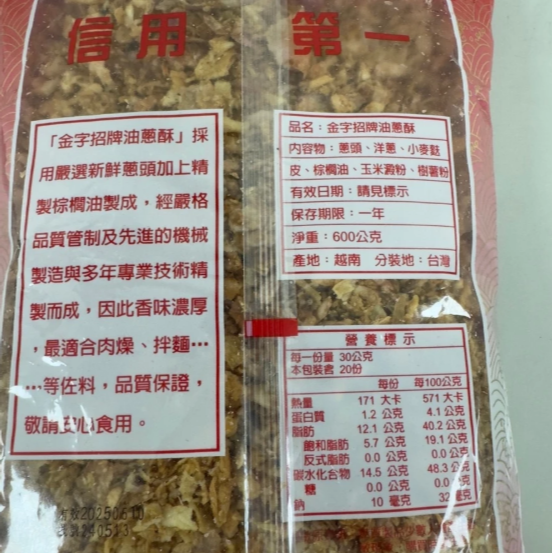 信用 第一
「金字招牌油蔥酥」採
用嚴選新鮮蔥頭加上精
製棕櫚油製成，經嚴格
品質管制及先進的機械
製造與多年專業技術精
製而成，因此香味濃厚
，最適合肉燥、拌麵…
…等佐料，品質保證，
敬請安心食用。
品名：金字招牌油蔥酥
內容物：蔥頭、洋蔥、小麥麩
皮、棕櫚油、玉米澱粉、樹薯粉
有效日期：請見標示
保存期限：一年
淨重：600公克
產地：越南 分裝地：台灣
營養標示
每一份量 30公克
本包裝含 20份
每份 每100公克
熱量 171 大卡 571 大卡
蛋白質 1.2 公克 4.1 公克
脂肪 12.1 公克 40.2 公克
飽和脂肪 5.7 公克 19.1 公克
反式脂肪 0.0 公克 0.0 公克
碳水化合物 14.5 公克 48.3 公克
糖 0.0 公克 0.0 公克
鈉 10 毫克 32 毫克